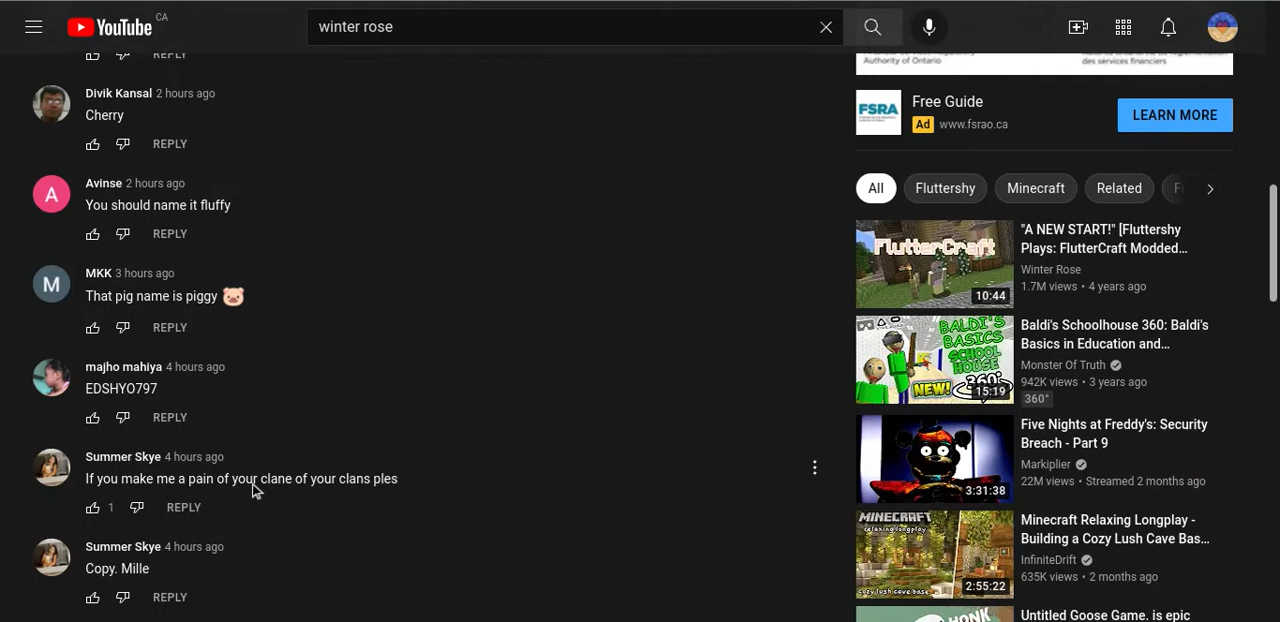 YouTube CA
winter rose
REPLY
Divik Kansal 2 hours ago
Cherry
REPLY
A
Avinse 2 hours ago
You should name it fluffy
REPLY
M
MKK 3 hours ago
That pig name is piggy 🐷
REPLY
majho mahiya 4 hours ago
EDSHYO797
REPLY
Summer Skye 4 hours ago
If you make me a pain of your clane of your clans ples
1 REPLY
Summer Skye 4 hours ago
Copy. Mille
REPLY
Authority of Ontario
des services financiers
FSRA
Free Guide
Ad www.fsrao.ca
LEARN MORE
All Fluttershy Minecraft Related
FlutterCraft
10:44
"A NEW START!" [Fluttershy
Plays: FlutterCraft Modded…
Winter Rose
1.7M views • 4 years ago
BALDI'S
BASICS
SCHOOL
HOUSE
NEW! 360°
15:19
Baldi's Schoolhouse 360: Baldi's
Basics in Education and…
Monster Of Truth
942K views • 3 years ago
360°
3:31:38
Five Nights at Freddy's: Security
Breach - Part 9
Markiplier
22M views • Streamed 2 months ago
MINECRAFT
relaxing longplay
cozy lush cave base
2:55:22
Minecraft Relaxing Longplay -
Building a Cozy Lush Cave Bas…
InfiniteDrift
635K views • 2 months ago
HONK
Untitled Goose Game. is epic